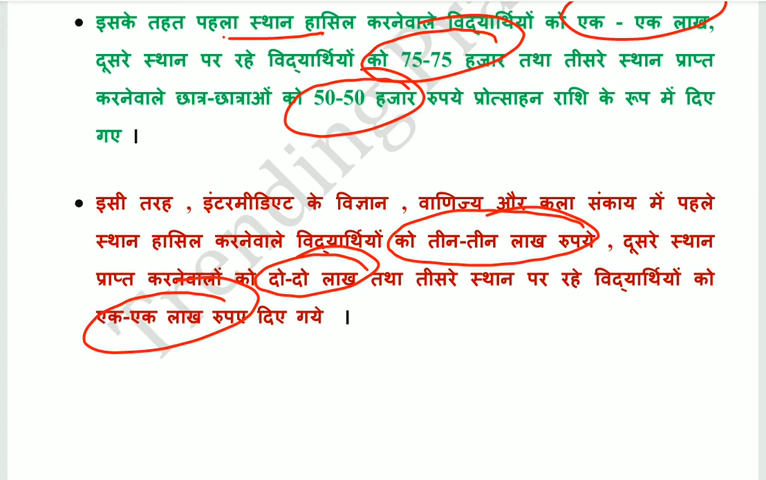 इसके तहत पहला स्थान हासिल करनेवाले विद्यार्थियों को एक - एक लाख,
दूसरे स्थान पर रहे विद्यार्थियों को 75-75 हजार तथा तीसरे स्थान प्राप्त
करनेवाले छात्र-छात्राओं को 50-50 हजार रुपये प्रोत्साहन राशि के रूप में दिए
गए ।
इसी तरह , इंटरमीडिएट के विज्ञान , वाणिज्य और कला संकाय में पहले
स्थान हासिल करनेवाले विद्यार्थियों को तीन-तीन लाख रुपये , दूसरे स्थान
प्राप्त करनेवालों को दो-दो लाख तथा तीसरे स्थान पर रहे विद्यार्थियों को
एक-एक लाख रुपए दिए गये ।
Trending Pra